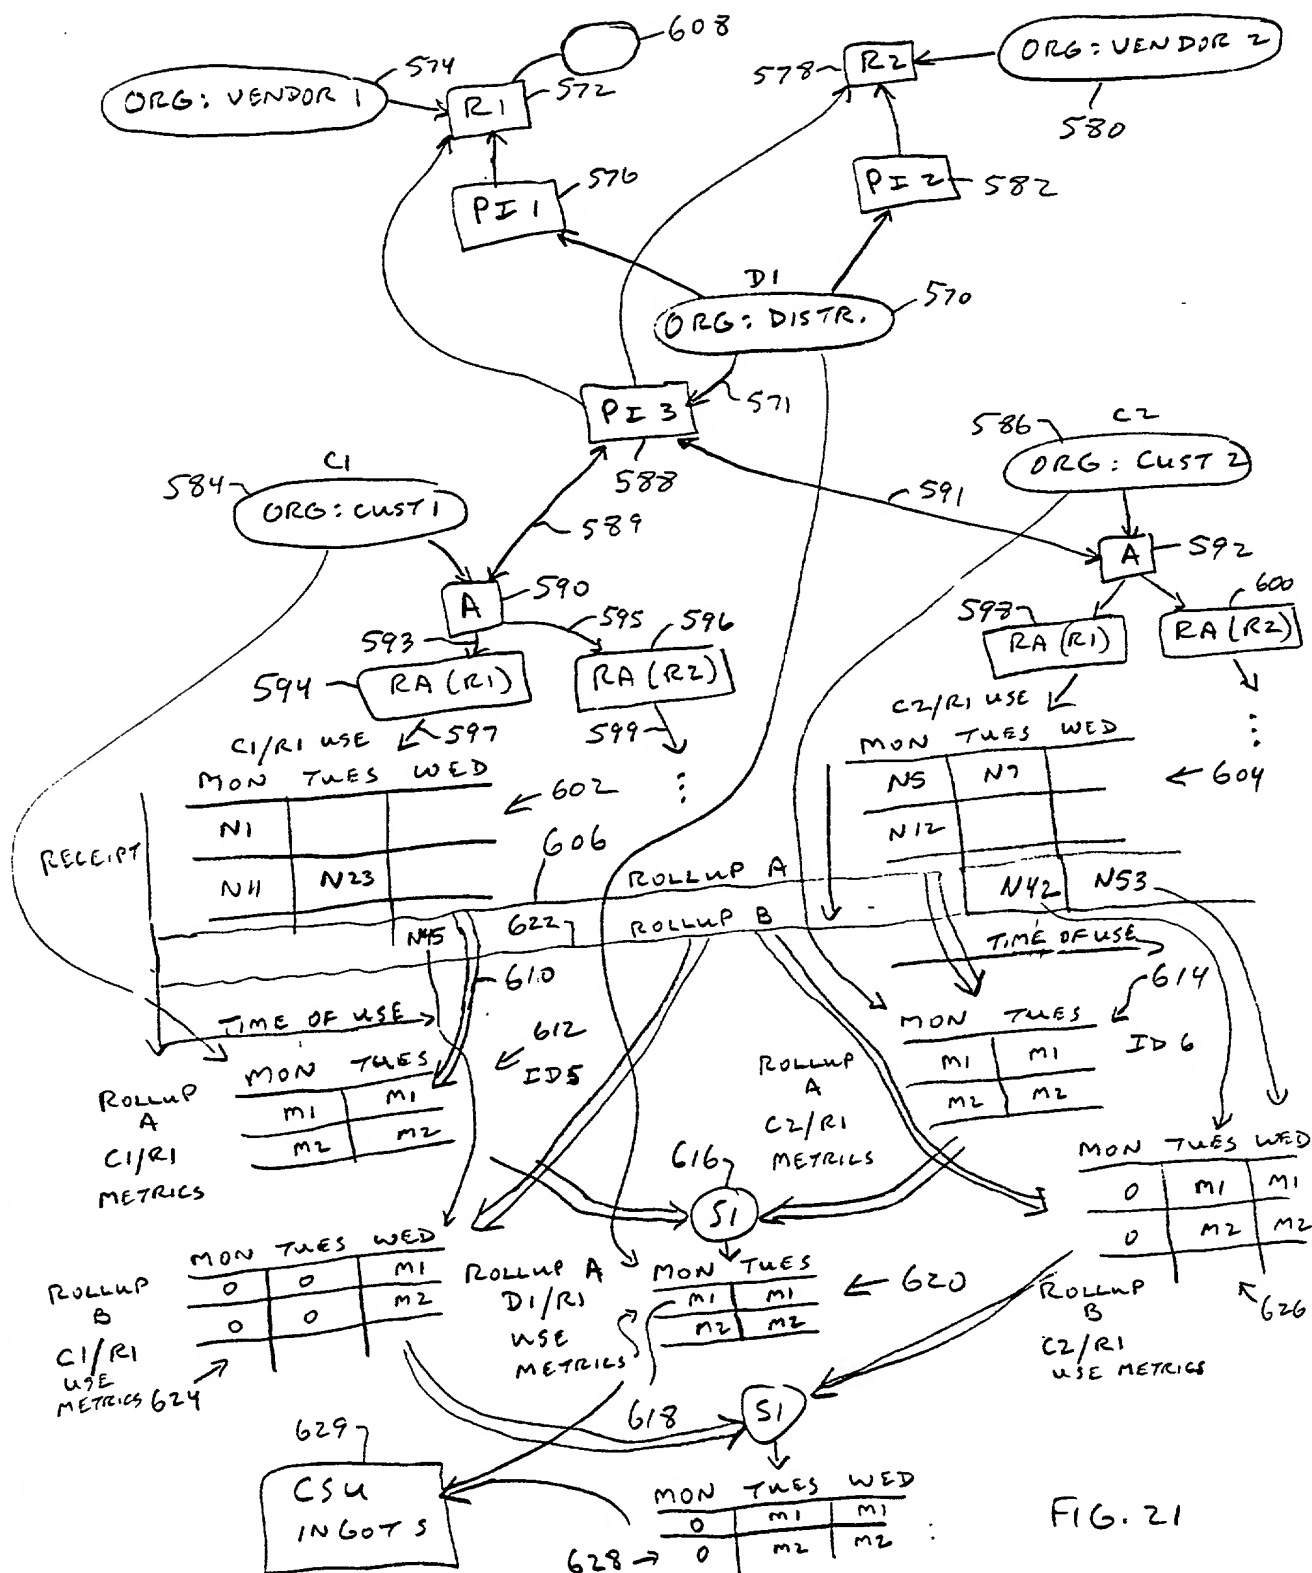 608
574
ORG: VENDOR 1
R1
572
578
R2
ORG: VENDOR 2
580
576
PI 1
PI 2
582
D1
570
ORG: DISTR.
571
PI 3
588
C1
584
ORG: CUST 1
589
586
C2
ORG: CUST 2
591
A
592
A
590
593
595
596
594
RA (R1)
RA (R2)
598
600
RA (R1)
RA (R2)
C1/R1 USE
597
599
C2/R1 USE
MON TUES WED
N1
N11 N23
N45
602
606
RECEIPT
MON TUES WED
N5 N7
N12
N42 N53
604
ROLLUP A
622
ROLLUP B
TIME OF USE
610
614
TIME OF USE
612
ID5
MON TUES
M1 M1
M2 M2
ROLLUP
A
C1/R1
METRICS
MON TUES
M1 M1
M2 M2
ID6
ROLLUP
A
C2/R1
METRICS
616
S1
MON TUES WED
0 M1 M1
0 M2 M2
626
MON TUES WED
0 0 M1
0 0 M2
ROLLUP
B
C1/R1
USE
METRICS 624
ROLLUP A
D1/R1
USE
METRICS
MON TUES
M1 M1
M2 M2
620
ROLLUP
B
C2/R1
USE METRICS
618
S1
629
CSU
INGOTS
MON TUES WED
0 M1 M1
0 M2 M2
628
FIG. 21